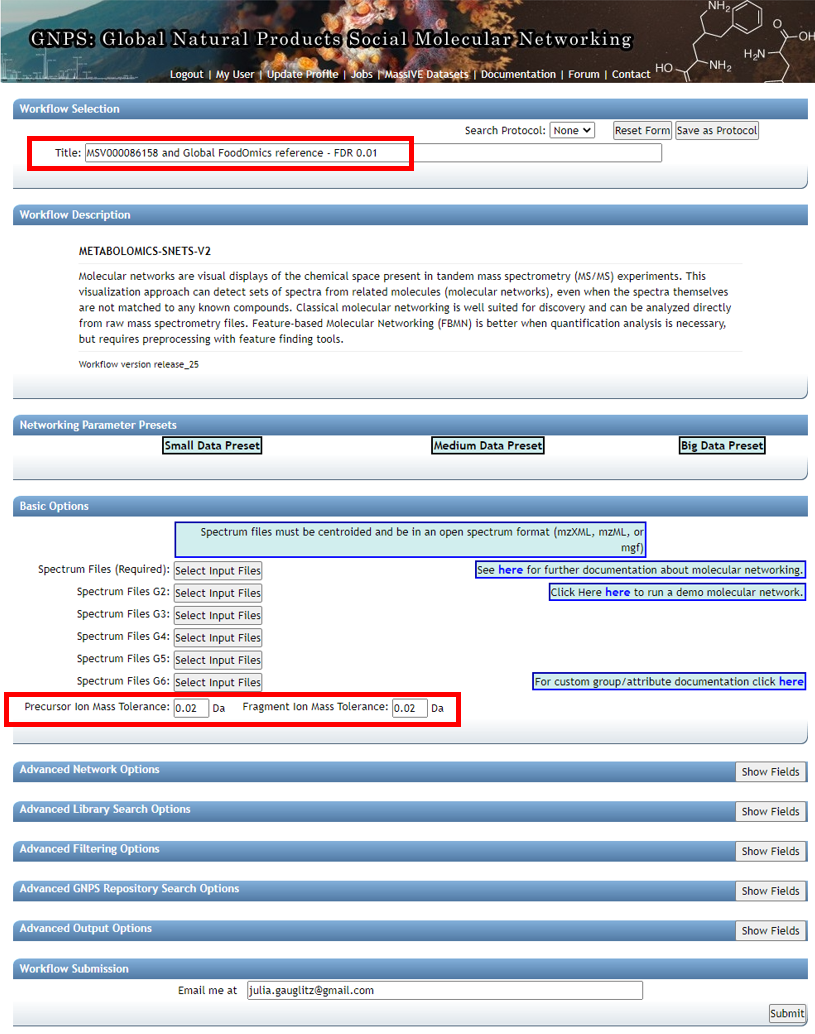 GNPS: Global Natural Products Social Molecular Networking
NH2
O
OH
H2N
HO
NH2
O
Logout | My User | Update Profile | Jobs | MassIVE Datasets | Documentation | Forum | Contact
Workflow Selection
Search Protocol: None Reset Form Save as Protocol
Title: MSV000086158 and Global FoodOmics reference - FDR 0.01
Workflow Description
METABOLOMICS-SNETS-V2
Molecular networks are visual displays of the chemical space present in tandem mass spectrometry (MS/MS) experiments. This
visualization approach can detect sets of spectra from related molecules (molecular networks), even when the spectra themselves
are not matched to any known compounds. Classical molecular networking is well suited for discovery and can be analyzed directly
from raw mass spectrometry files. Feature-based Molecular Networking (FBMN) is better when quantification analysis is necessary,
but requires preprocessing with feature finding tools.
Workflow version release_25
Networking Parameter Presets
Small Data Preset Medium Data Preset Big Data Preset
Basic Options
Spectrum files must be centroided and be in an open spectrum format (mzXML, mzML, or
mgf)
Spectrum Files (Required): Select Input Files See here for further documentation about molecular networking.
Spectrum Files G2: Select Input Files Click Here here to run a demo molecular network.
Spectrum Files G3: Select Input Files
Spectrum Files G4: Select Input Files
Spectrum Files G5: Select Input Files
Spectrum Files G6: Select Input Files For custom group/attribute documentation click here
Precursor Ion Mass Tolerance: 0.02 Da Fragment Ion Mass Tolerance: 0.02 Da
Advanced Network Options Show Fields
Advanced Library Search Options Show Fields
Advanced Filtering Options Show Fields
Advanced GNPS Repository Search Options Show Fields
Advanced Output Options Show Fields
Workflow Submission
Email me at julia.gauglitz@gmail.com
Submit